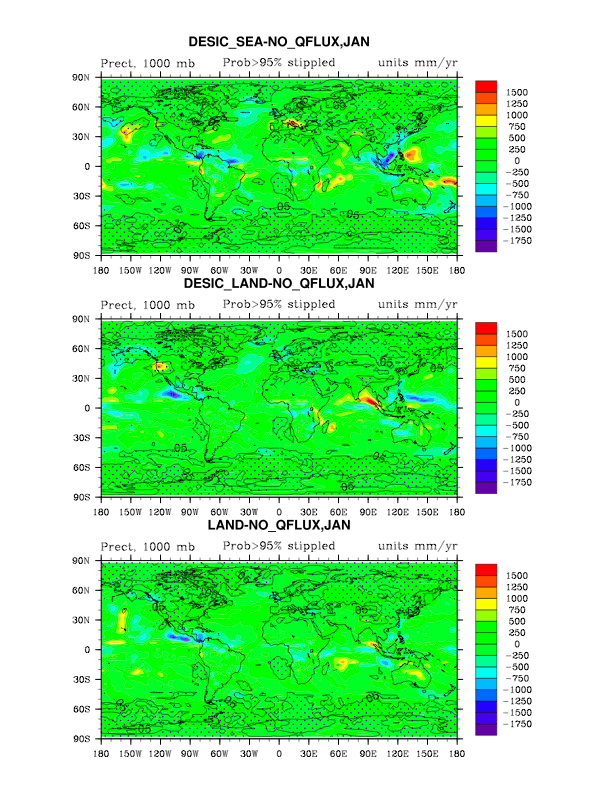 DESIC_SEA-NO_QFLUX,JAN
Prect, 1000 mb Prob>95% stippled units mm/yr
90N
60N
30N
0
30S
60S
90S
180 150W 120W 90W 60W 30W 0 30E 60E 90E 120E 150E 180
1500
1250
1000
750
500
250
0
-250
-500
-750
-1000
-1250
-1500
-1750
.05
.05
DESIC_LAND-NO_QFLUX,JAN
Prect, 1000 mb Prob>95% stippled units mm/yr
90N
60N
30N
0
30S
60S
90S
180 150W 120W 90W 60W 30W 0 30E 60E 90E 120E 150E 180
1500
1250
1000
750
500
250
0
-250
-500
-750
-1000
-1250
-1500
-1750
.05
.05
LAND-NO_QFLUX,JAN
Prect, 1000 mb Prob>95% stippled units mm/yr
90N
60N
30N
0
30S
60S
90S
180 150W 120W 90W 60W 30W 0 30E 60E 90E 120E 150E 180
1500
1250
1000
750
500
250
0
-250
-500
-750
-1000
-1250
-1500
-1750
.05
.05